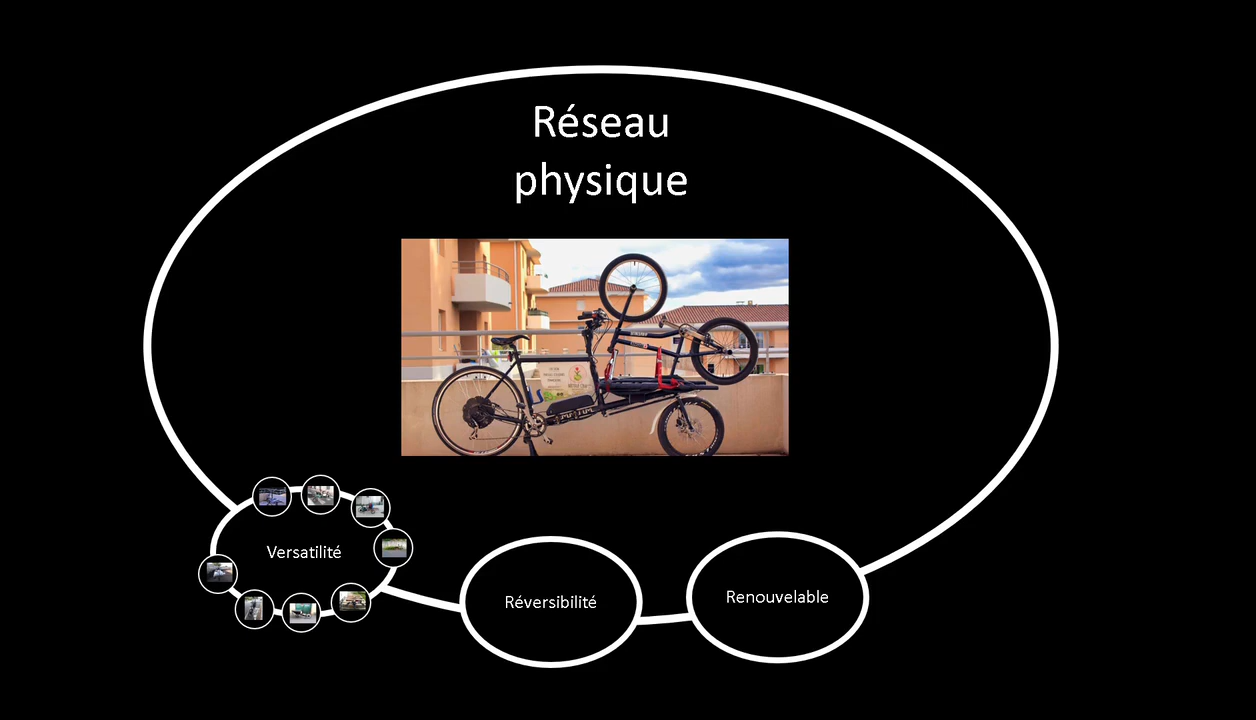 Réseau
physique
Versatilité
Réversibilité
Renouvelable